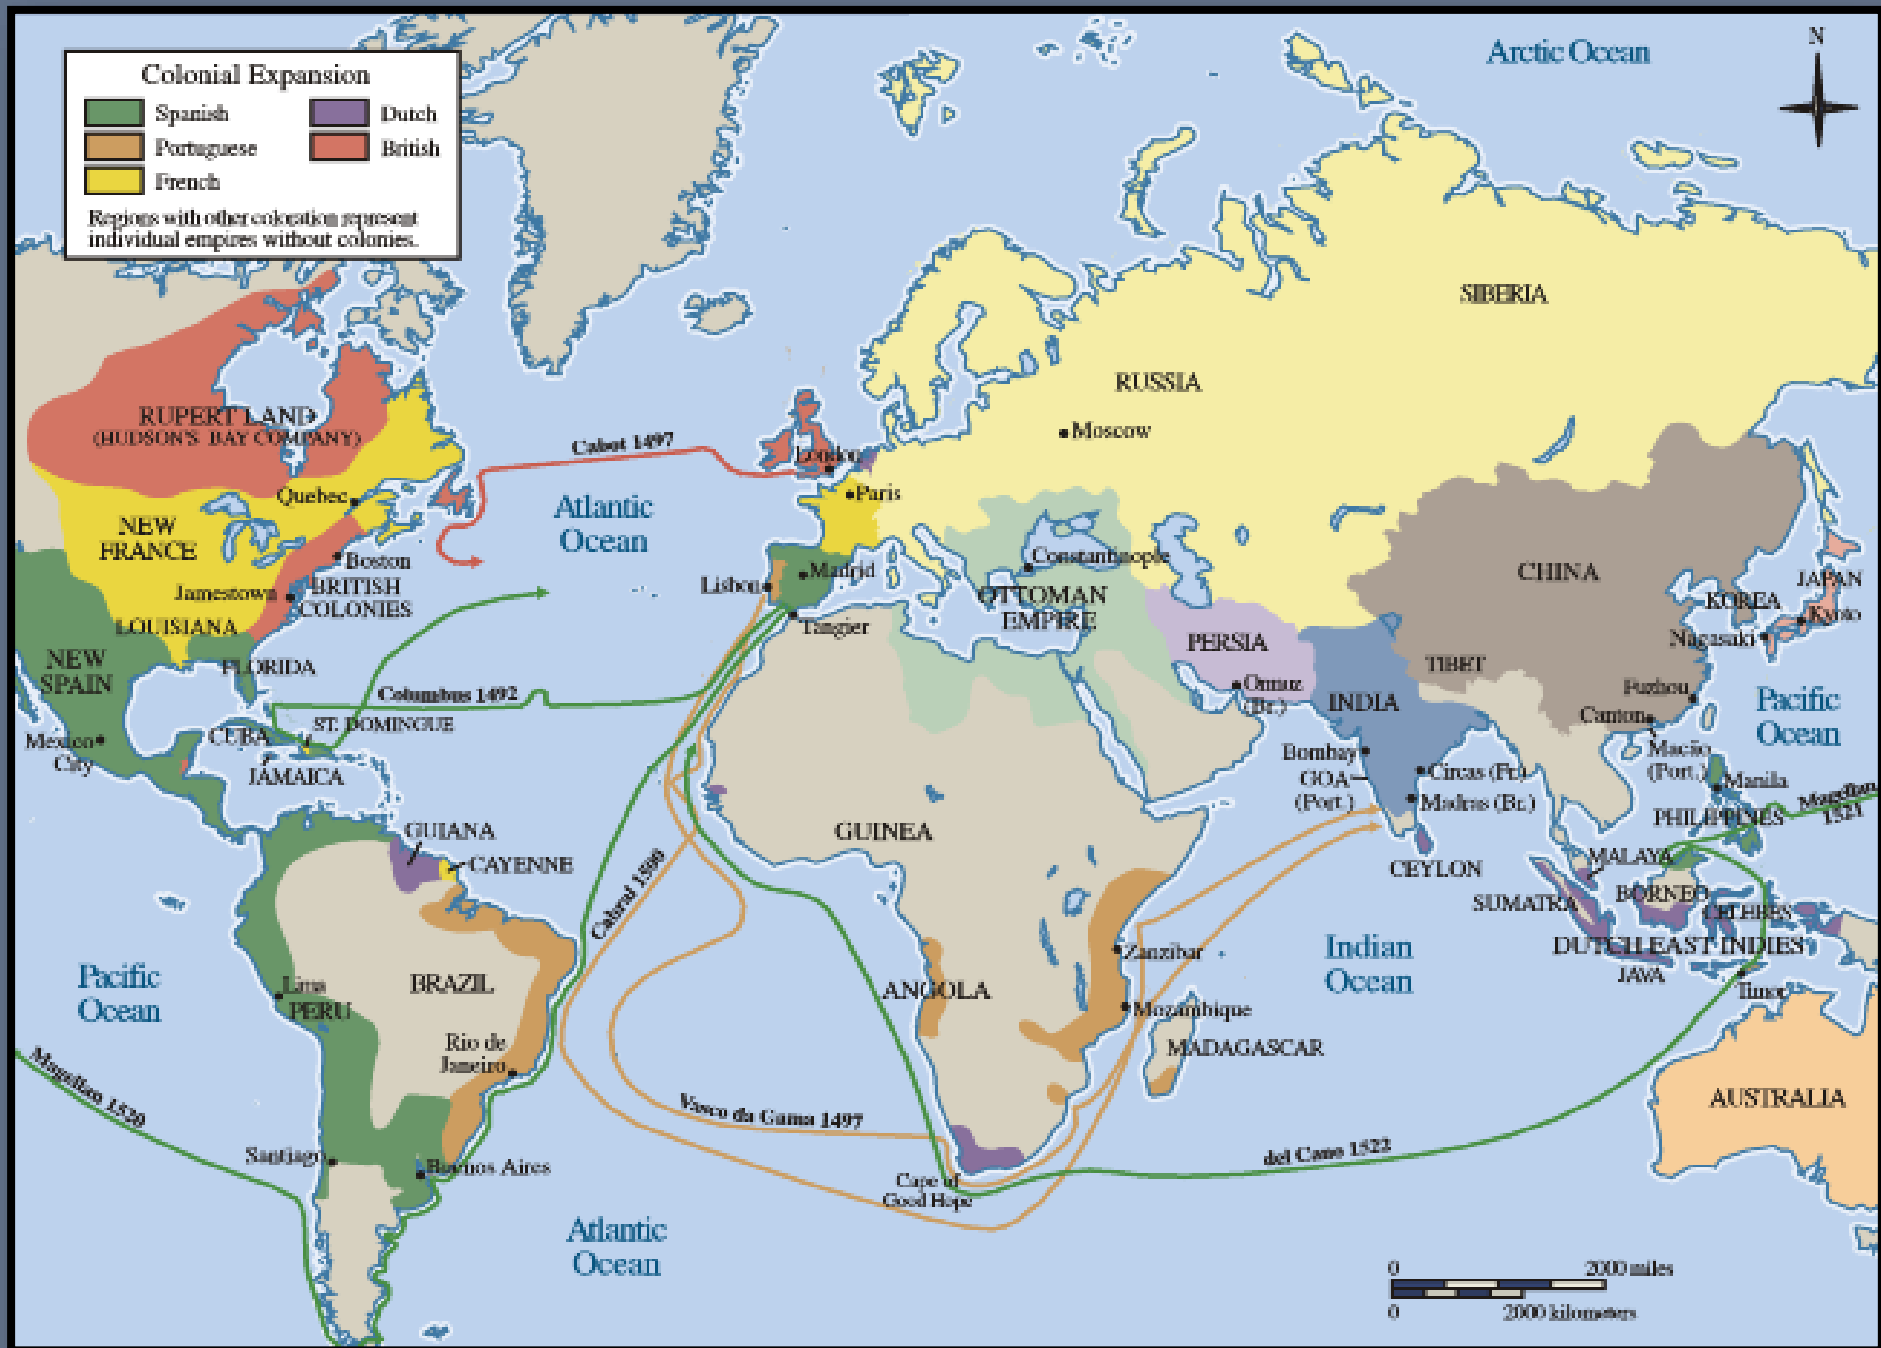 Colonial Expansion
Spanish
Portuguese
French
Dutch
British
Regions with other coloration represent
individual empires without colonies.
Arctic Ocean
N
SIBERIA
RUSSIA
Moscow
RUPERT LAND
(HUDSON'S BAY COMPANY)
Cabot 1497
London
Paris
Quebec
NEW
FRANCE
Atlantic
Ocean
Boston
Jamestown
BRITISH
COLONIES
LOUISIANA
Lisbon
Madrid
Tangier
Constantinople
OTTOMAN
EMPIRE
CHINA
KOREA
JAPAN
Kyoto
Nagasaki
NEW
SPAIN
FLORIDA
Columbus 1492
PERSIA
Ormuz
(Br.)
INDIA
TIBET
Fuzhou
Canton
Macão
(Port.)
Pacific
Ocean
Mexico
City
CUBA
ST. DOMINGUE
JAMAICA
Bombay
GOA
(Port.)
Circas (Fr.)
Madras (Br.)
Manila
PHILIPPINES
Magellan
1521
GUIANA
CAYENNE
GUINEA
CEYLON
MALAYA
SUMATRA
BORNEO
CELEBES
DUTCH EAST INDIES
JAVA
Timor
Cabral 1500
Pacific
Ocean
Lima
PERU
BRAZIL
Rio de
Janeiro
ANGOLA
Zanzibar
Mozambique
MADAGASCAR
Indian
Ocean
AUSTRALIA
Magellan 1520
Vasco da Gama 1497
del Cano 1522
Santiago
Buenos Aires
Cape of
Good Hope
Atlantic
Ocean
0 2000 miles
0 2000 kilometers